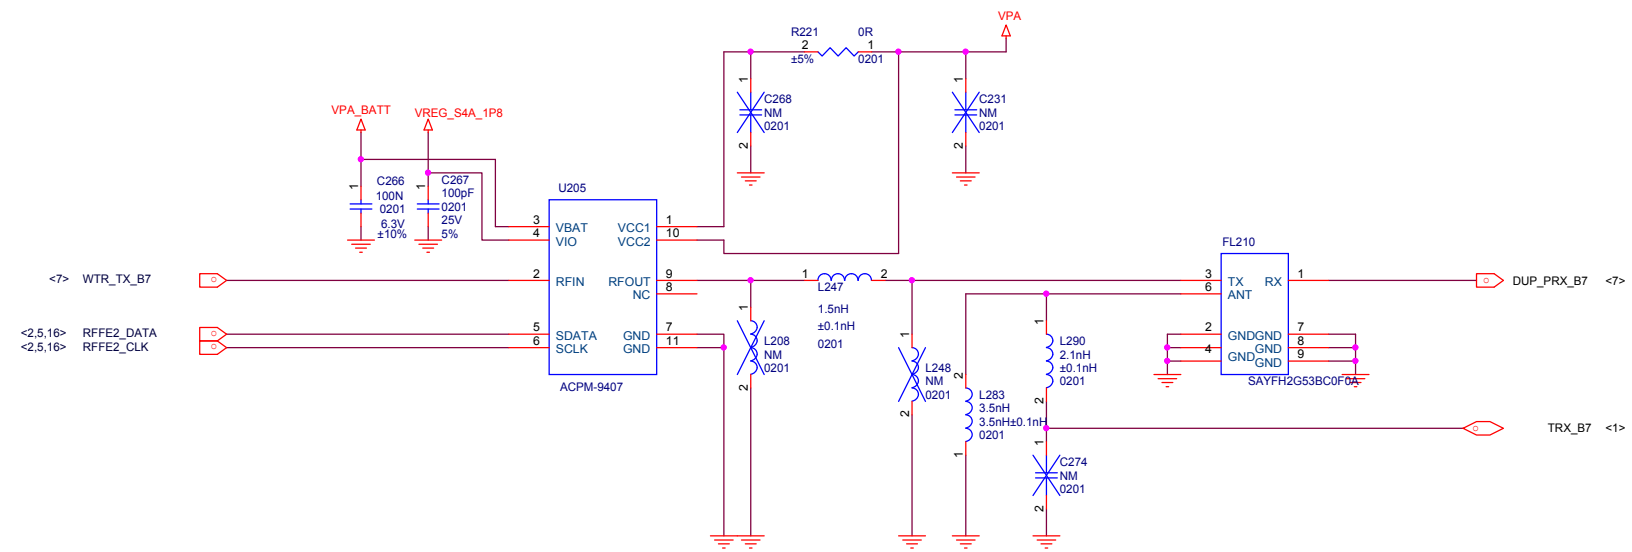 VPA
R221 0R
2 1
±5% 0201
1
C268
NM
0201
2
1
C231
NM
0201
2
VPA_BATT
VREG_S4A_1P8
1
C266
100N
0201
6.3V
±10%
1
C267
100pF
0201
25V
5%
U205
3 VBAT VCC1 1
4 VIO VCC2 10
<7> WTR_TX_B7
2 RFIN RFOUT 9
NC 8
<2,5,16> RFFE2_DATA
5 SDATA GND 7
<2,5,16> RFFE2_CLK
6 SCLK GND 11
ACPM-9407
1 2
L247
1.5nH
±0.1nH
0201
1
L208
NM
0201
2
1
L248
NM
0201
2
2
L283
3.5nH
3.5nH±0.1nH
0201
1
1
L290
2.1nH
±0.1nH
0201
2
1
C274
NM
0201
2
FL210
3 TX RX 1
6 ANT
2 GND GND 7
GND 8
4 GND GND 9
SAYFH2G53BC0F0A
DUP_PRX_B7 <7>
TRX_B7 <1>